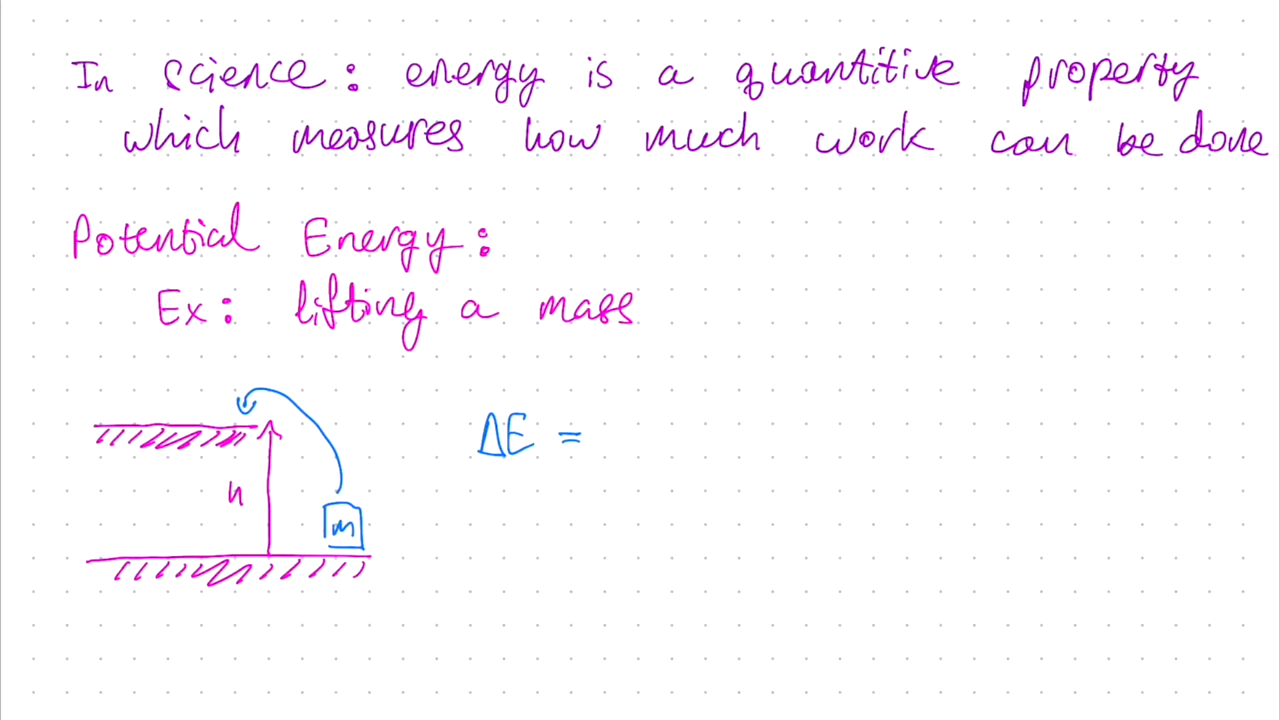 In science: energy is a quantitive property
which measures how much work can be done
Potential Energy:
Ex: lifting a mass
ΔE =
h
m